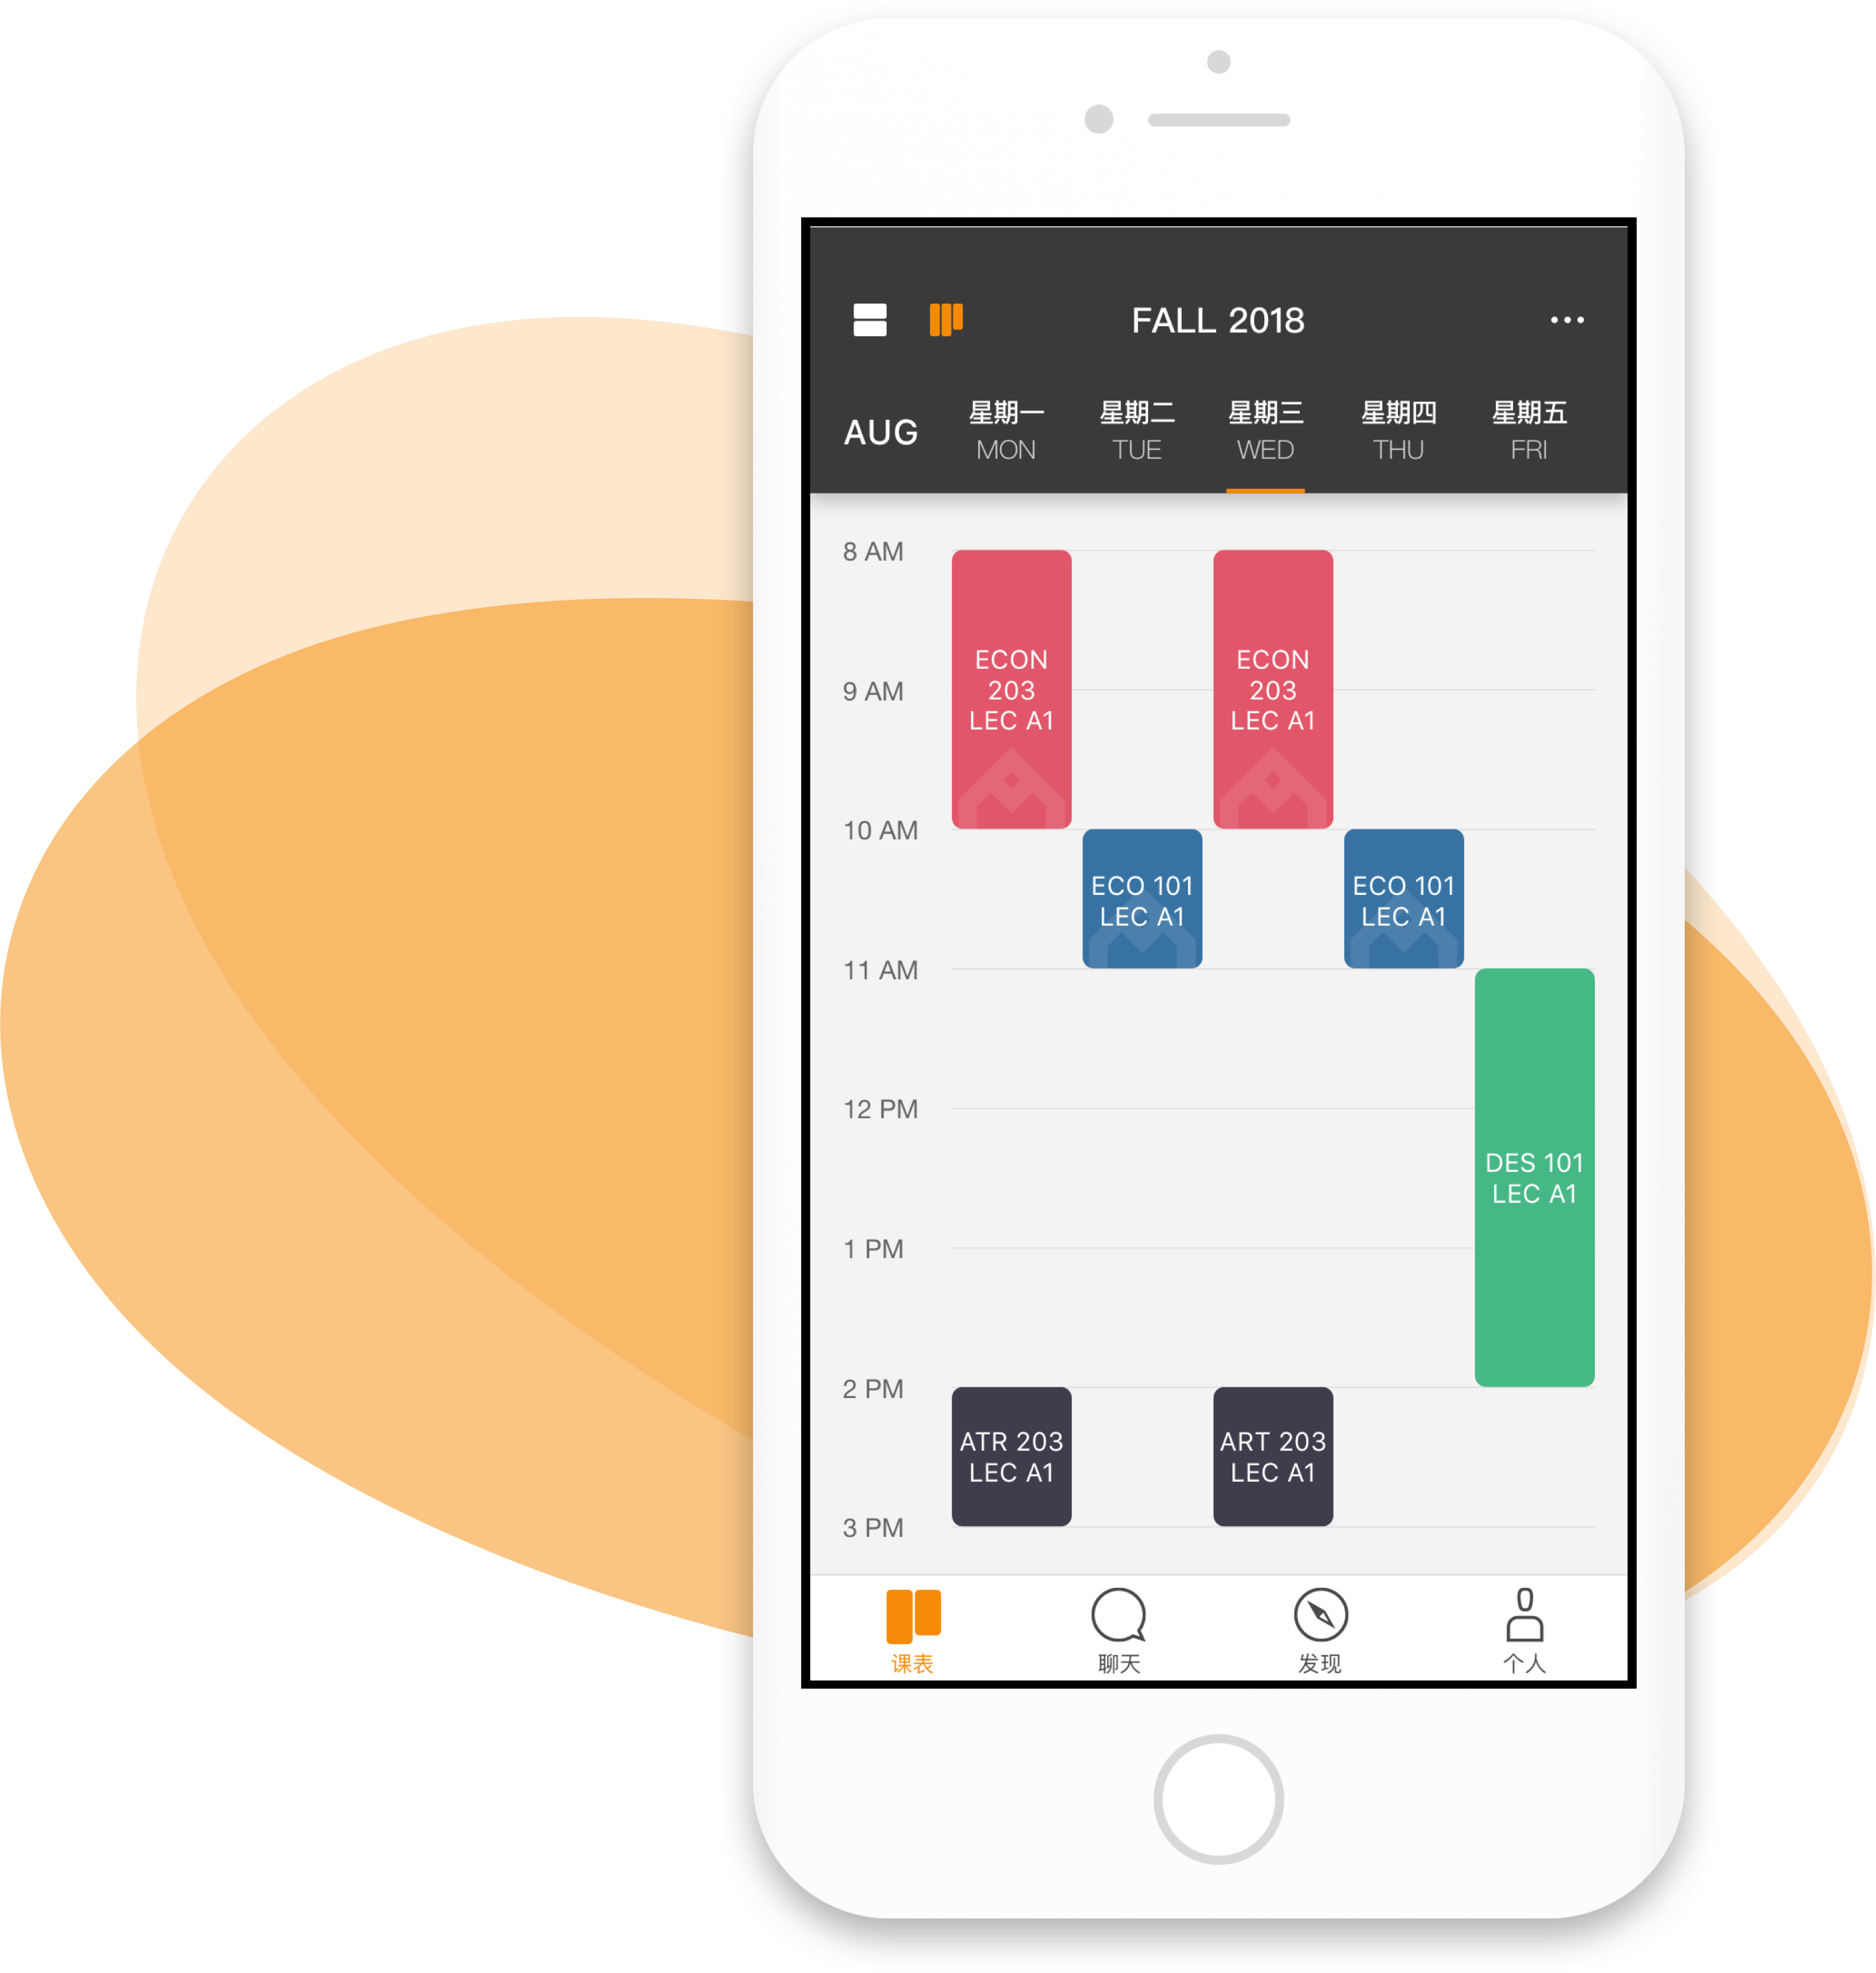 FALL 2018
AUG
星期一
MON
星期二
TUE
星期三
WED
星期四
THU
星期五
FRI
8 AM
9 AM
10 AM
11 AM
12 PM
1 PM
2 PM
3 PM
ECON
203
LEC A1
ECON
203
LEC A1
ECO 101
LEC A1
ECO 101
LEC A1
DES 101
LEC A1
ATR 203
LEC A1
ART 203
LEC A1
课表
聊天
发现
个人